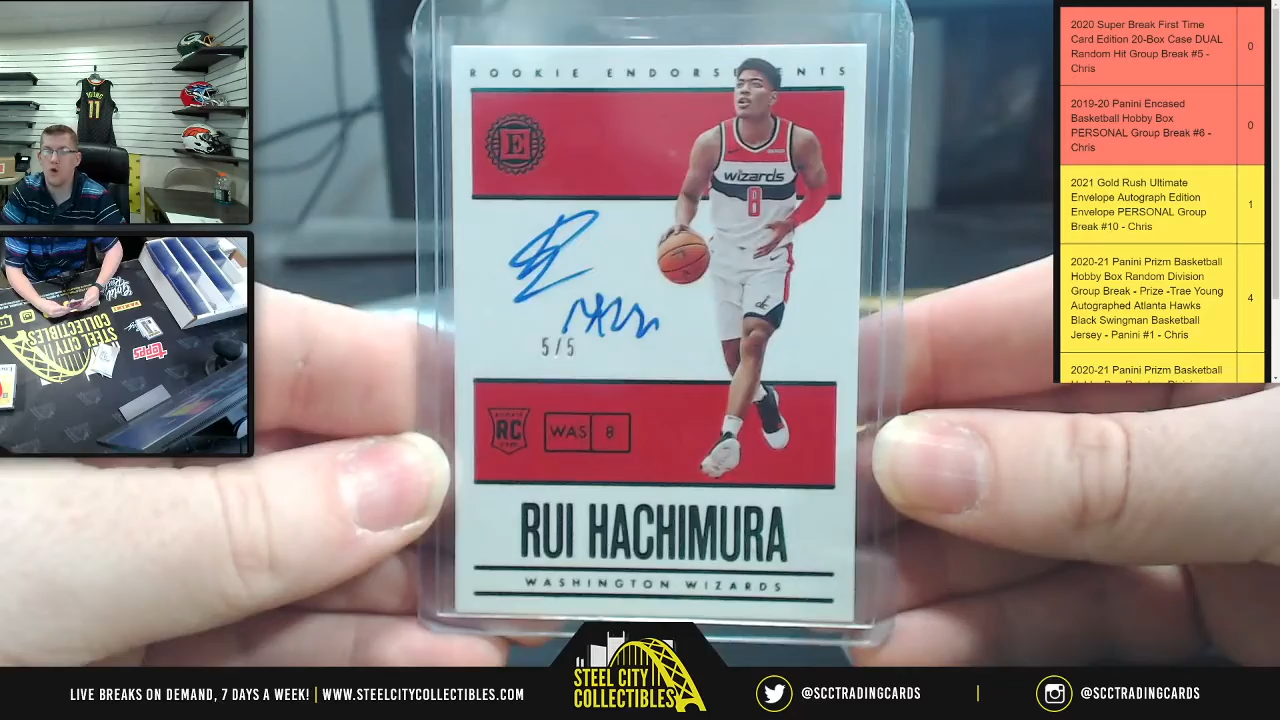 ROOKIE ENDORSEMENTS
E
wizards
8
5/5
RC
WAS 8
RUI HACHIMURA
WASHINGTON WIZARDS
11
STEEL CITY
COLLECTIBLES
topps
2020 Super Break First Time
Card Edition 20-Box Case DUAL
Random Hit Group Break #5 -
Chris
0
2019-20 Panini Encased
Basketball Hobby Box
PERSONAL Group Break #6 -
Chris
0
2021 Gold Rush Ultimate
Envelope Autograph Edition
Envelope PERSONAL Group
Break #10 - Chris
1
2020-21 Panini Prizm Basketball
Hobby Box Random Division
Group Break - Prize -Trae Young
Autographed Atlanta Hawks
Black Swingman Basketball
Jersey - Panini #1 - Chris
4
2020-21 Panini Prizm Basketball
LIVE BREAKS ON DEMAND, 7 DAYS A WEEK! | WWW.STEELCITYCOLLECTIBLES.COM
STEEL CITY
COLLECTIBLES
@SCCTRADINGCARDS
@SCCTRADINGCARDS